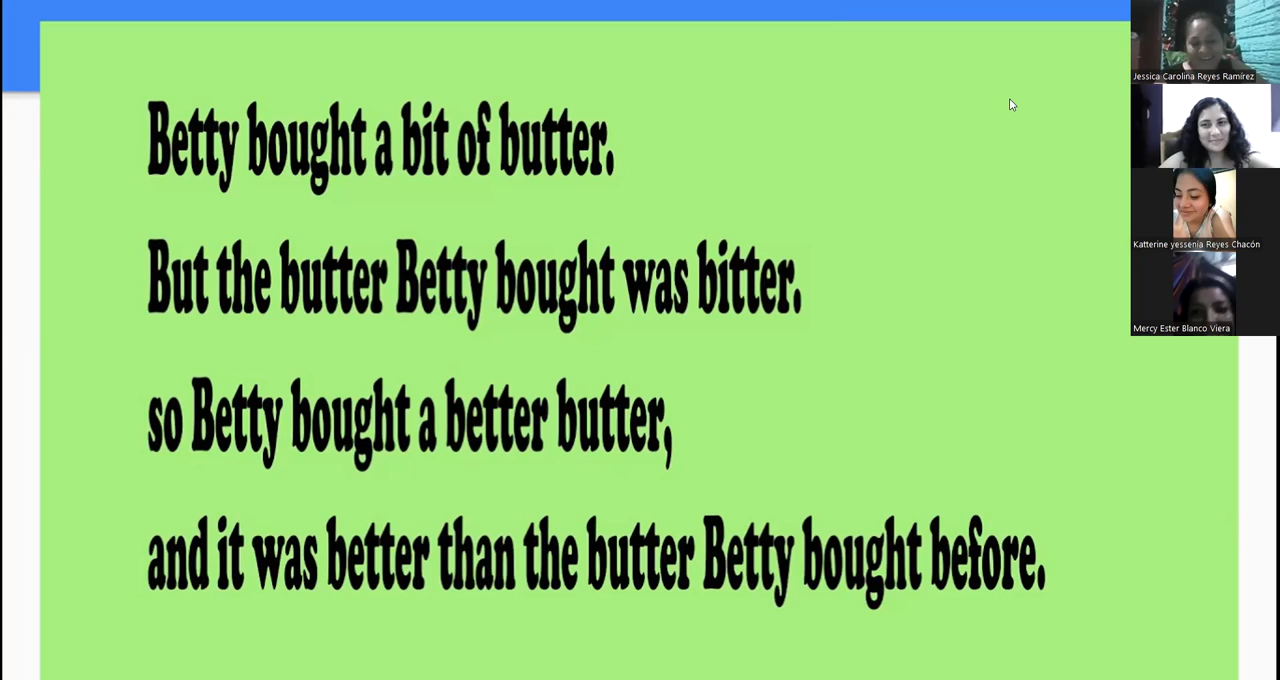 Betty bought a bit of butter.
But the butter Betty bought was bitter.
so Betty bought a better butter,
and it was better than the butter Betty bought before.
Jessica Carolina Reyes Ramírez
Katterine yessenia Reyes Chacón
Mercy Ester Blanco Viera